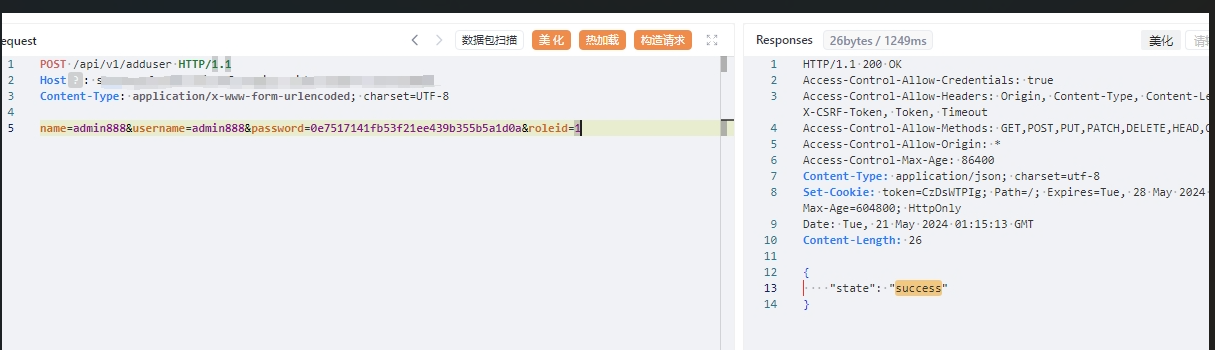 equest
数据包扫描
美化
热加载
构造请求
1 POST /api/v1/adduser HTTP/1.1
2 Host ? : s
3 Content-Type: application/x-www-form-urlencoded; charset=UTF-8
4
5 name=admin888&username=admin888&password=0e7517141fb53f21ee439b355b5a1d0a&roleid=1
Responses
26bytes / 1249ms
美化
请
1 HTTP/1.1 200 OK
2 Access-Control-Allow-Credentials: true
3 Access-Control-Allow-Headers: Origin, Content-Type, Content-Le
X-CSRF-Token, Token, Timeout
4 Access-Control-Allow-Methods: GET,POST,PUT,PATCH,DELETE,HEAD,O
5 Access-Control-Allow-Origin: *
6 Access-Control-Max-Age: 86400
7 Content-Type: application/json; charset=utf-8
8 Set-Cookie: token=CzDsWTPIg; Path=/; Expires=Tue, 28 May 2024
Max-Age=604800; HttpOnly
9 Date: Tue, 21 May 2024 01:15:13 GMT
10 Content-Length: 26
11
12 {
13 "state": "success"
14 }